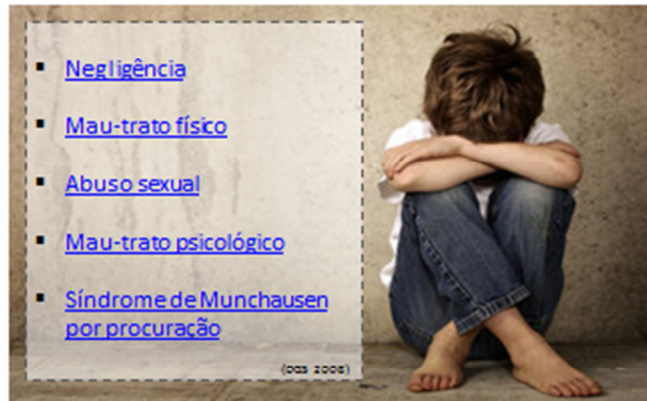 Negligência
Mau-trato físico
Abuso sexual
Mau-trato psicológico
Síndrome de Munchausen
por procuração
(DGS 2008)